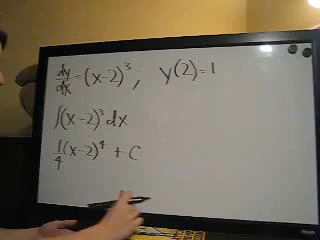 dy/dx = (x-2)³ ; y(2)=1
∫(x-2)³ dx
1/4 (x-2)⁴ + C